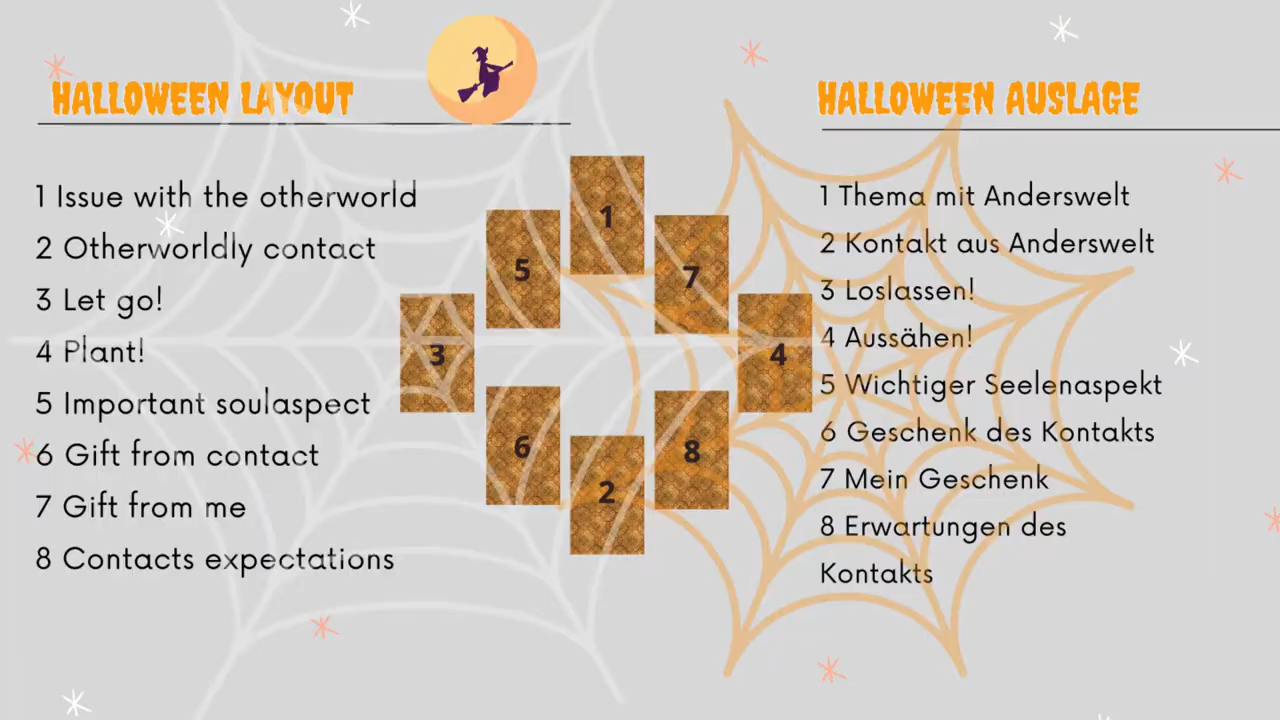 HALLOWEEN LAYOUT
1 Issue with the otherworld
2 Otherworldly contact
3 Let go!
4 Plant!
5 Important soulaspect
6 Gift from contact
7 Gift from me
8 Contacts expectations
1
5
7
3
4
6
8
2
HALLOWEEN AUSLAGE
1 Thema mit Anderswelt
2 Kontakt aus Anderswelt
3 Loslassen!
4 Aussähen!
5 Wichtiger Seelenaspekt
6 Geschenk des Kontakts
7 Mein Geschenk
8 Erwartungen des
Kontakts